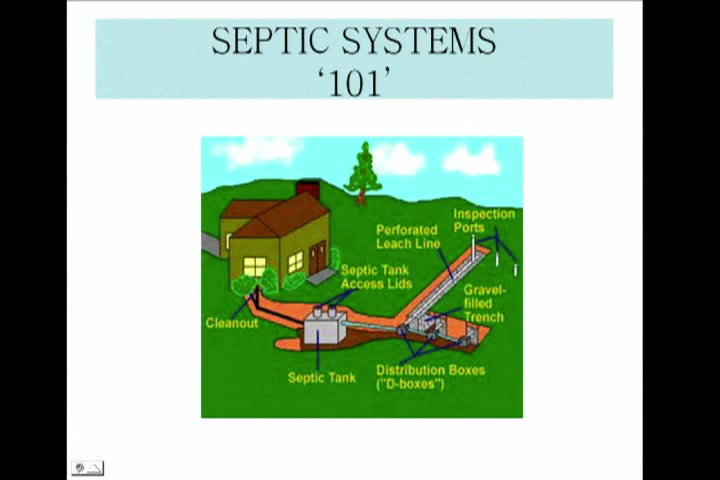 SEPTIC SYSTEMS
‘101’
Inspection
Ports
Perforated
Leach Line
Septic Tank
Access Lids
Gravel-
filled
Trench
Cleanout
Septic Tank
Distribution Boxes
("D-boxes")